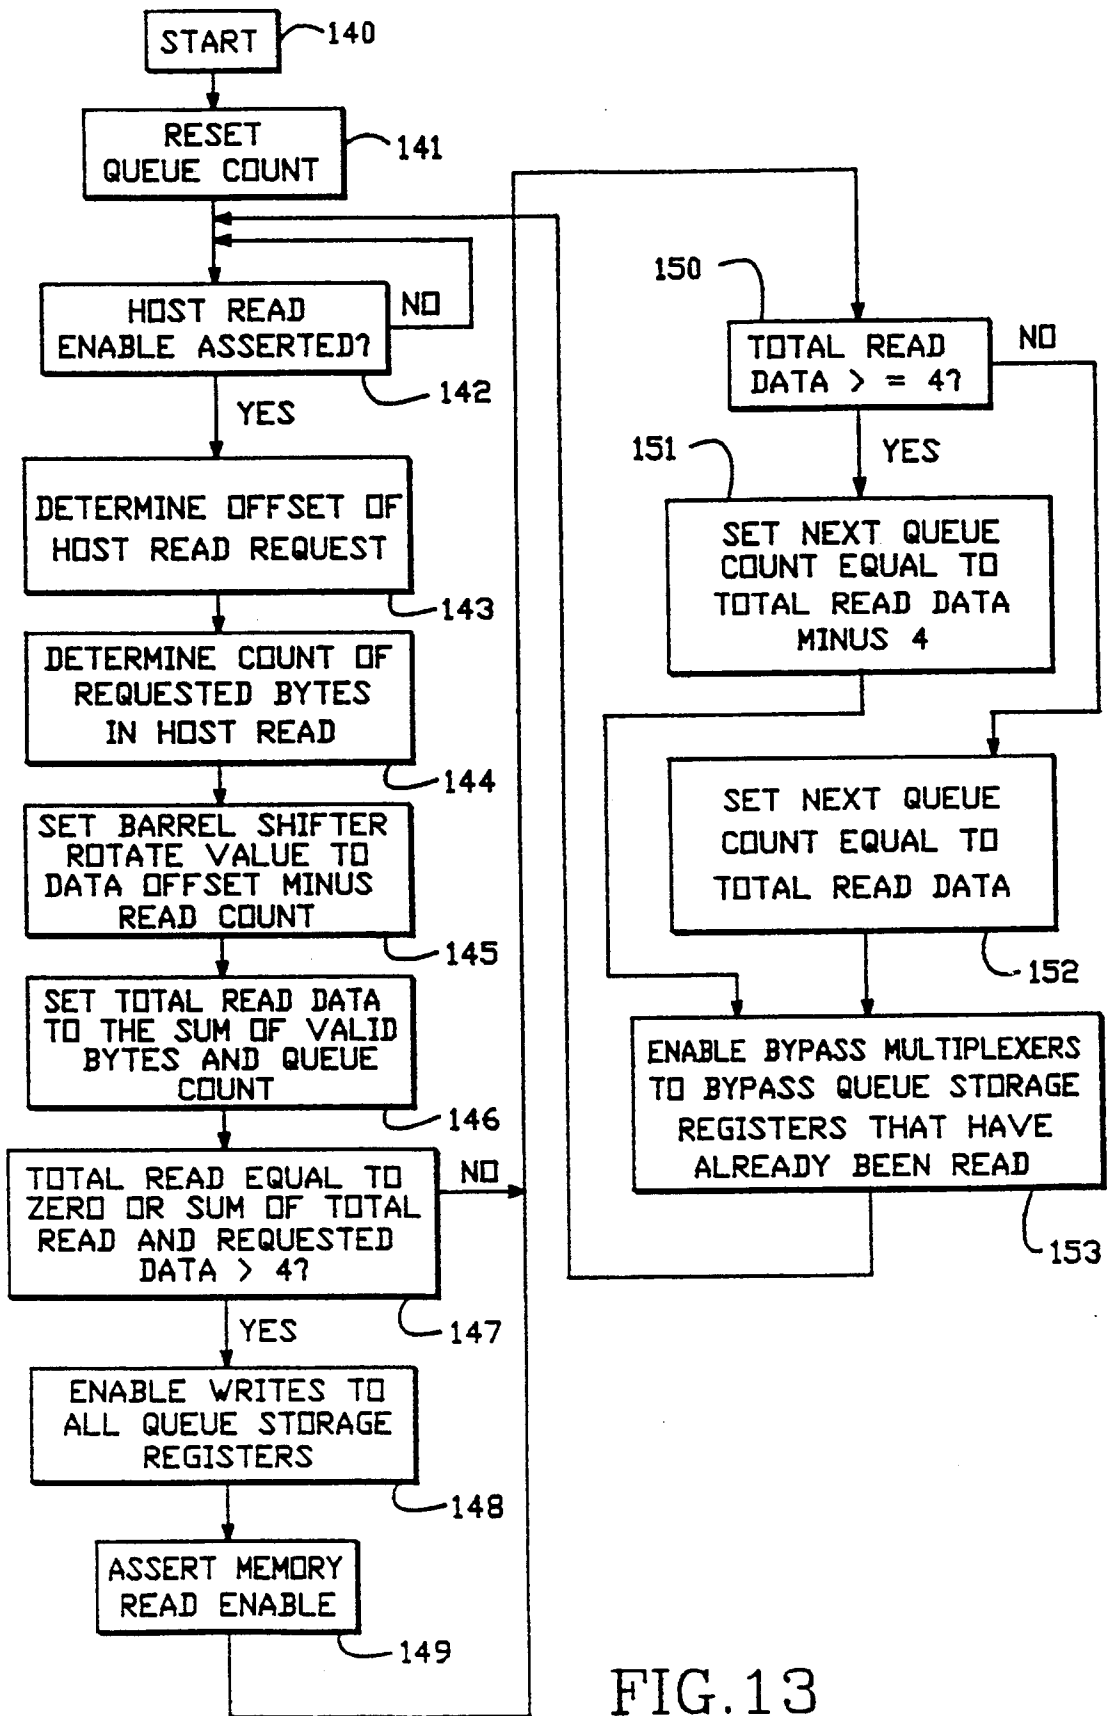 START
140
RESET
QUEUE COUNT
141
HOST READ
ENABLE ASSERTED?
NO
142
YES
DETERMINE OFFSET OF
HOST READ REQUEST
143
DETERMINE COUNT OF
REQUESTED BYTES
IN HOST READ
144
SET BARREL SHIFTER
ROTATE VALUE TO
DATA OFFSET MINUS
READ COUNT
145
SET TOTAL READ DATA
TO THE SUM OF VALID
BYTES AND QUEUE
COUNT
146
TOTAL READ EQUAL TO
ZERO OR SUM OF TOTAL
READ AND REQUESTED
DATA > 4?
NO
147
YES
ENABLE WRITES TO
ALL QUEUE STORAGE
REGISTERS
148
ASSERT MEMORY
READ ENABLE
149
150
TOTAL READ
DATA > = 4?
NO
YES
151
SET NEXT QUEUE
COUNT EQUAL TO
TOTAL READ DATA
MINUS 4
SET NEXT QUEUE
COUNT EQUAL TO
TOTAL READ DATA
152
ENABLE BYPASS MULTIPLEXERS
TO BYPASS QUEUE STORAGE
REGISTERS THAT HAVE
ALREADY BEEN READ
153
FIG.13